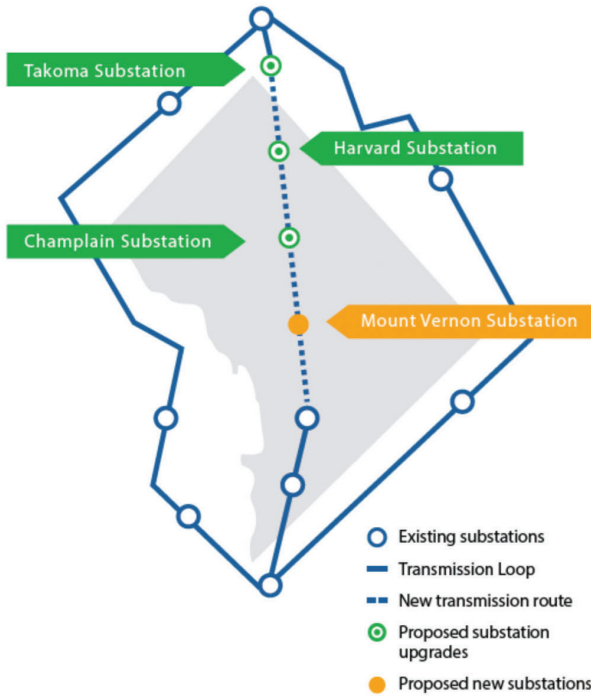 Takoma Substation
Harvard Substation
Champlain Substation
Mount Vernon Substation
Existing substations
Transmission Loop
New transmission route
Proposed substation
upgrades
Proposed new substations